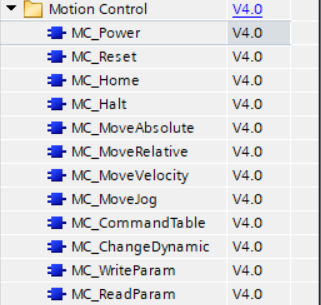 Motion Control V4.0
MC_Power V4.0
MC_Reset V4.0
MC_Home V4.0
MC_Halt V4.0
MC_MoveAbsolute V4.0
MC_MoveRelative V4.0
MC_MoveVelocity V4.0
MC_MoveJog V4.0
MC_CommandTable V4.0
MC_ChangeDynamic V4.0
MC_WriteParam V4.0
MC_ReadParam V4.0